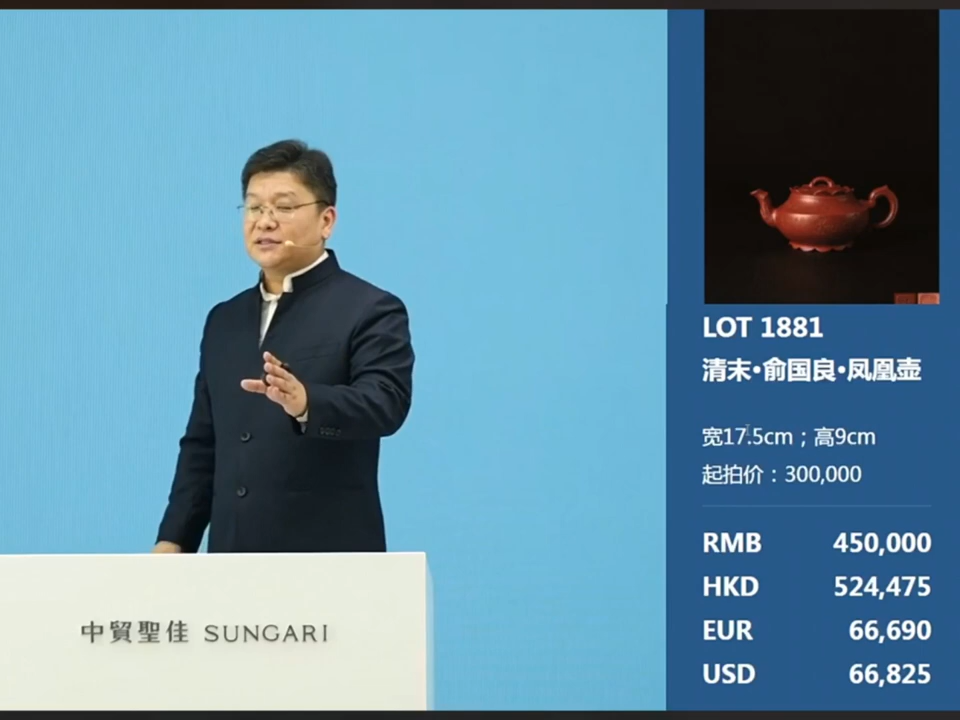 中貿聖佳 SUNGARI
LOT 1881
清末•俞国良•凤凰壶
宽17.5cm；高9cm
起拍价：300,000
RMB 450,000
HKD 524,475
EUR 66,690
USD 66,825